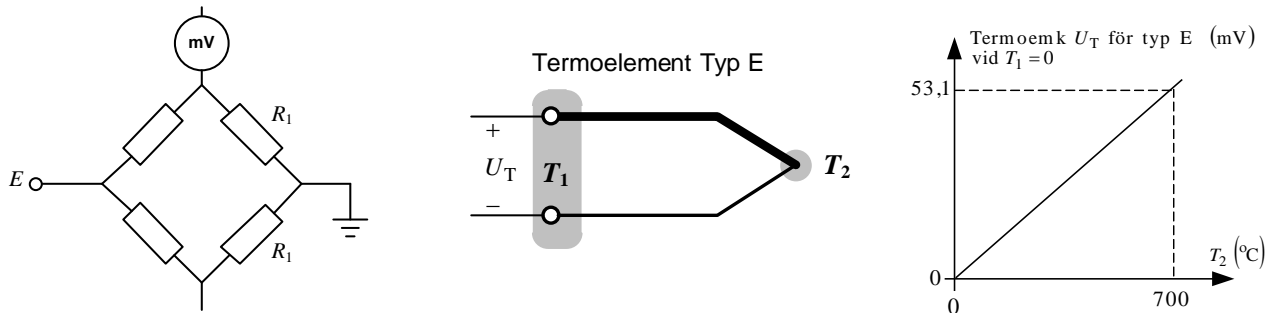 mV
R1
E
R1
Termoelement Typ E
+
UT
−
T1
T2
Termoemk UT för typ E (mV)
vid T1 = 0
53,1
0
0
700
T2 (°C)